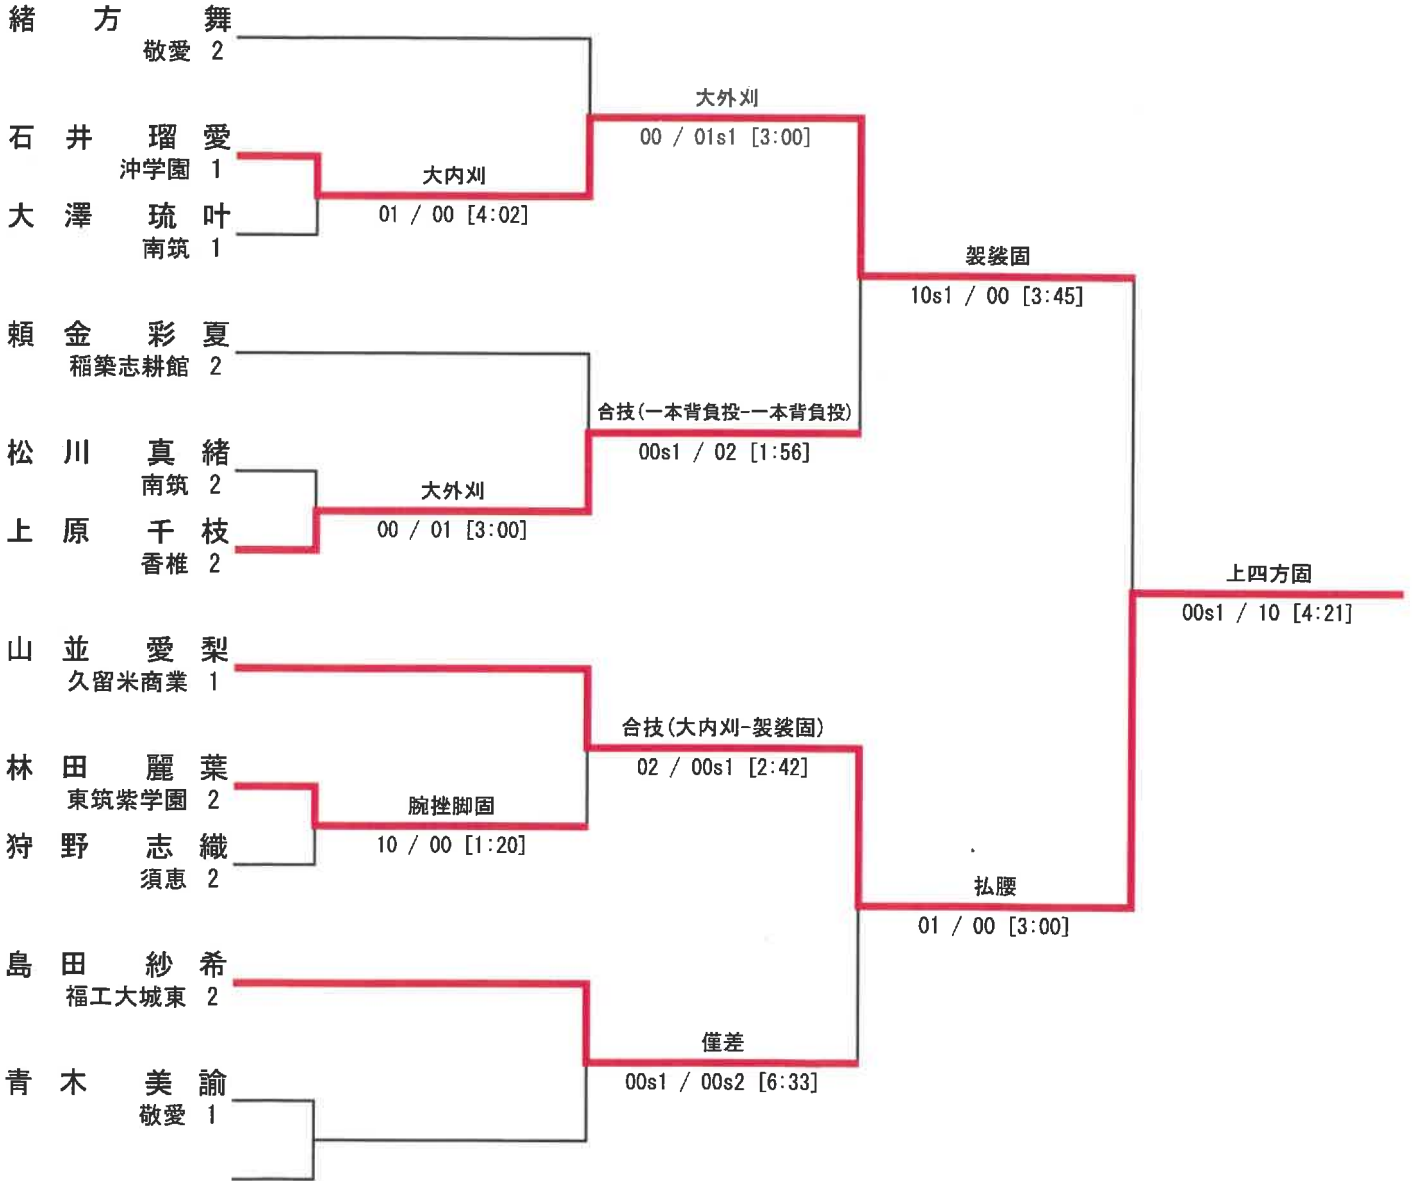 緒方 舞
敬愛 2
大外刈
00 / 01s1 [3:00]
石井 瑠愛
沖学園 1
大内刈
01 / 00 [4:02]
大澤 琉叶
南筑 1
袈裟固
10s1 / 00 [3:45]
頼金 彩夏
稲築志耕館 2
合技(一本背負投-一本背負投)
00s1 / 02 [1:56]
松川 真緒
南筑 2
大外刈
00 / 01 [3:00]
上原 千枝
香椎 2
上四方固
00s1 / 10 [4:21]
山並 愛梨
久留米商業 1
合技(大内刈-袈裟固)
02 / 00s1 [2:42]
林田 麗葉
東筑紫学園 2
腕挫脚固
10 / 00 [1:20]
狩野 志織
須恵 2
払腰
01 / 00 [3:00]
島田 紗希
福工大城東 2
僅差
00s1 / 00s2 [6:33]
青木 美諭
敬愛 1